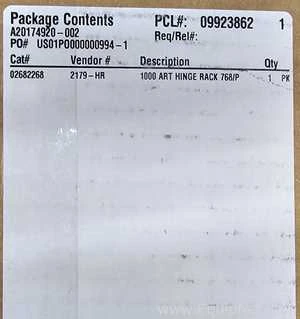 Package Contents PCL#: 09923862 1
A20174920-002 Req/Rel#:
PO# US01P0000000994-1
Cat# Vendor # Description Qty
02682268 2179-HR 1000 ART HINGE RACK 768/P 1 PK